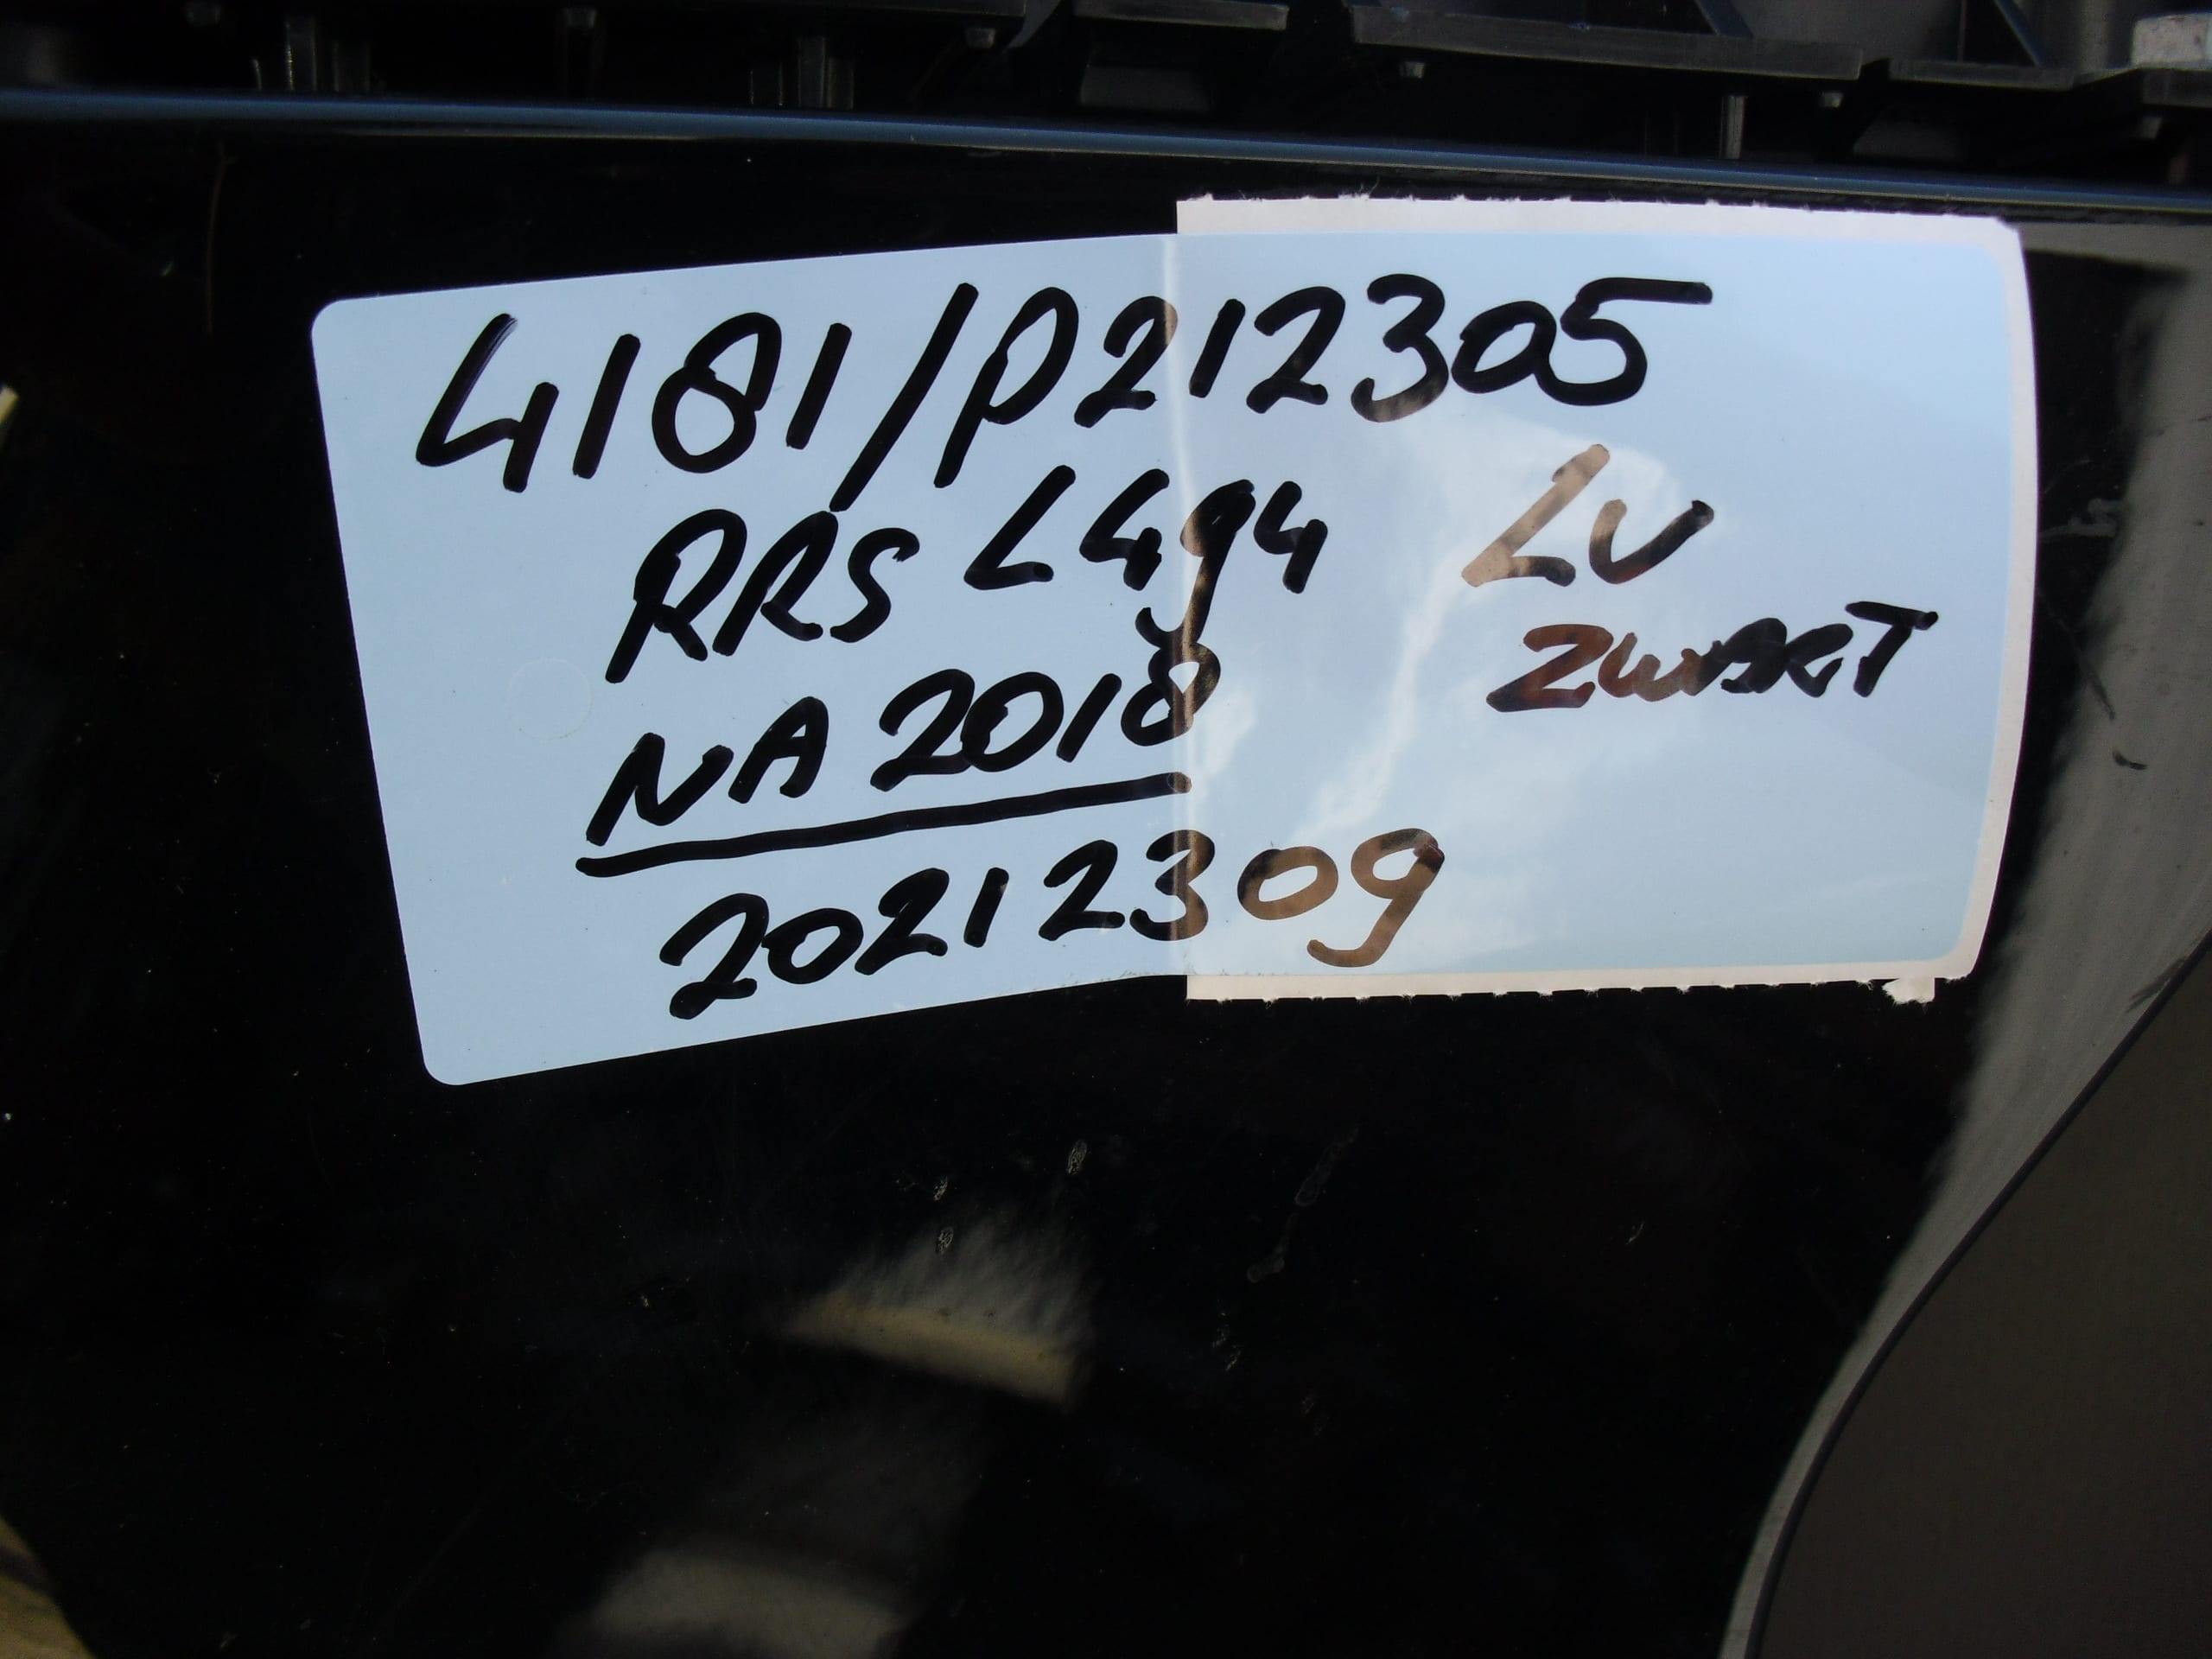 4181/P212305
RRS L494 LV
ZWART
NA 2018
20212309